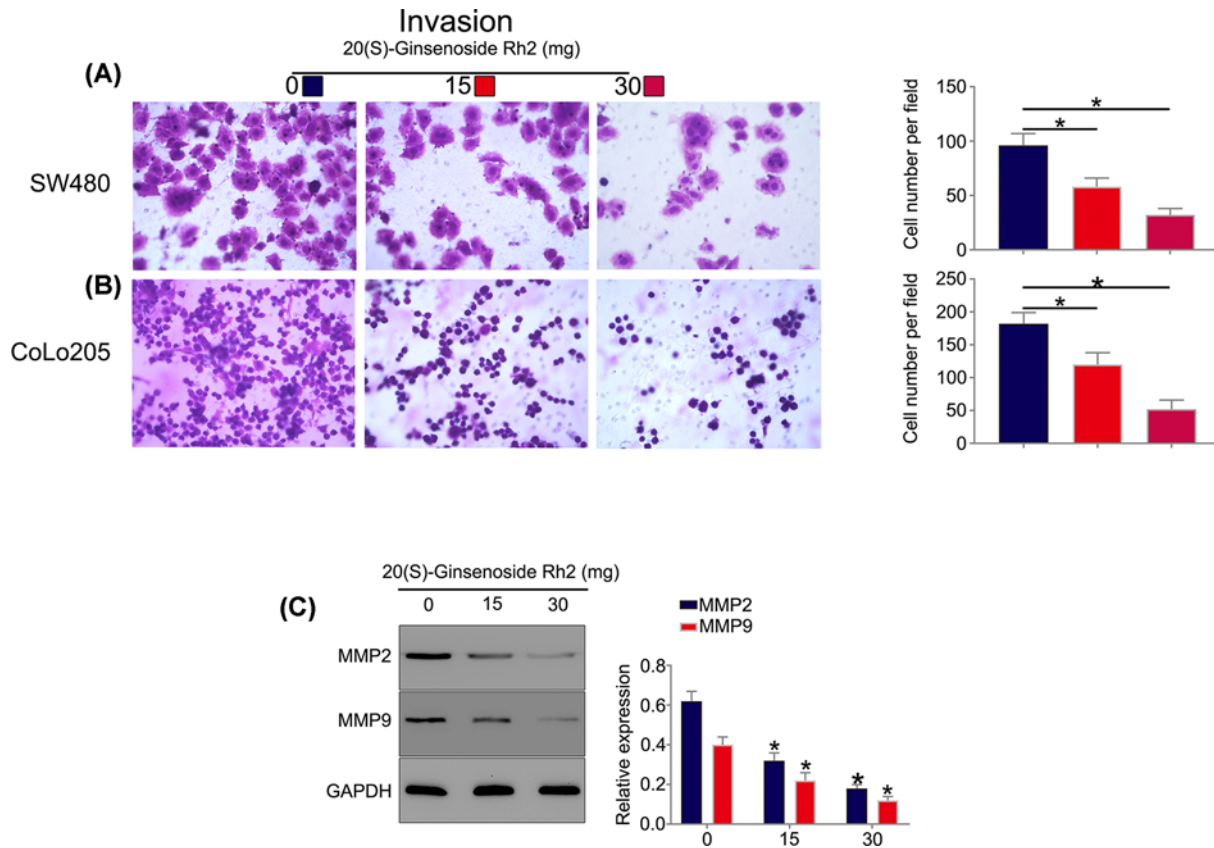 Invasion
20(S)-Ginsenoside Rh2 (mg)
(A)
0 15 30
SW480
150
100
50
0
Cell number per field
*
*
(B)
CoLo205
250
200
150
100
50
0
Cell number per field
*
*
20(S)-Ginsenoside Rh2 (mg)
(C)
0 15 30
MMP2
MMP9
GAPDH
MMP2
MMP9
0.8
0.6
0.4
0.2
0.0
Relative expression
* * * *
0 15 30